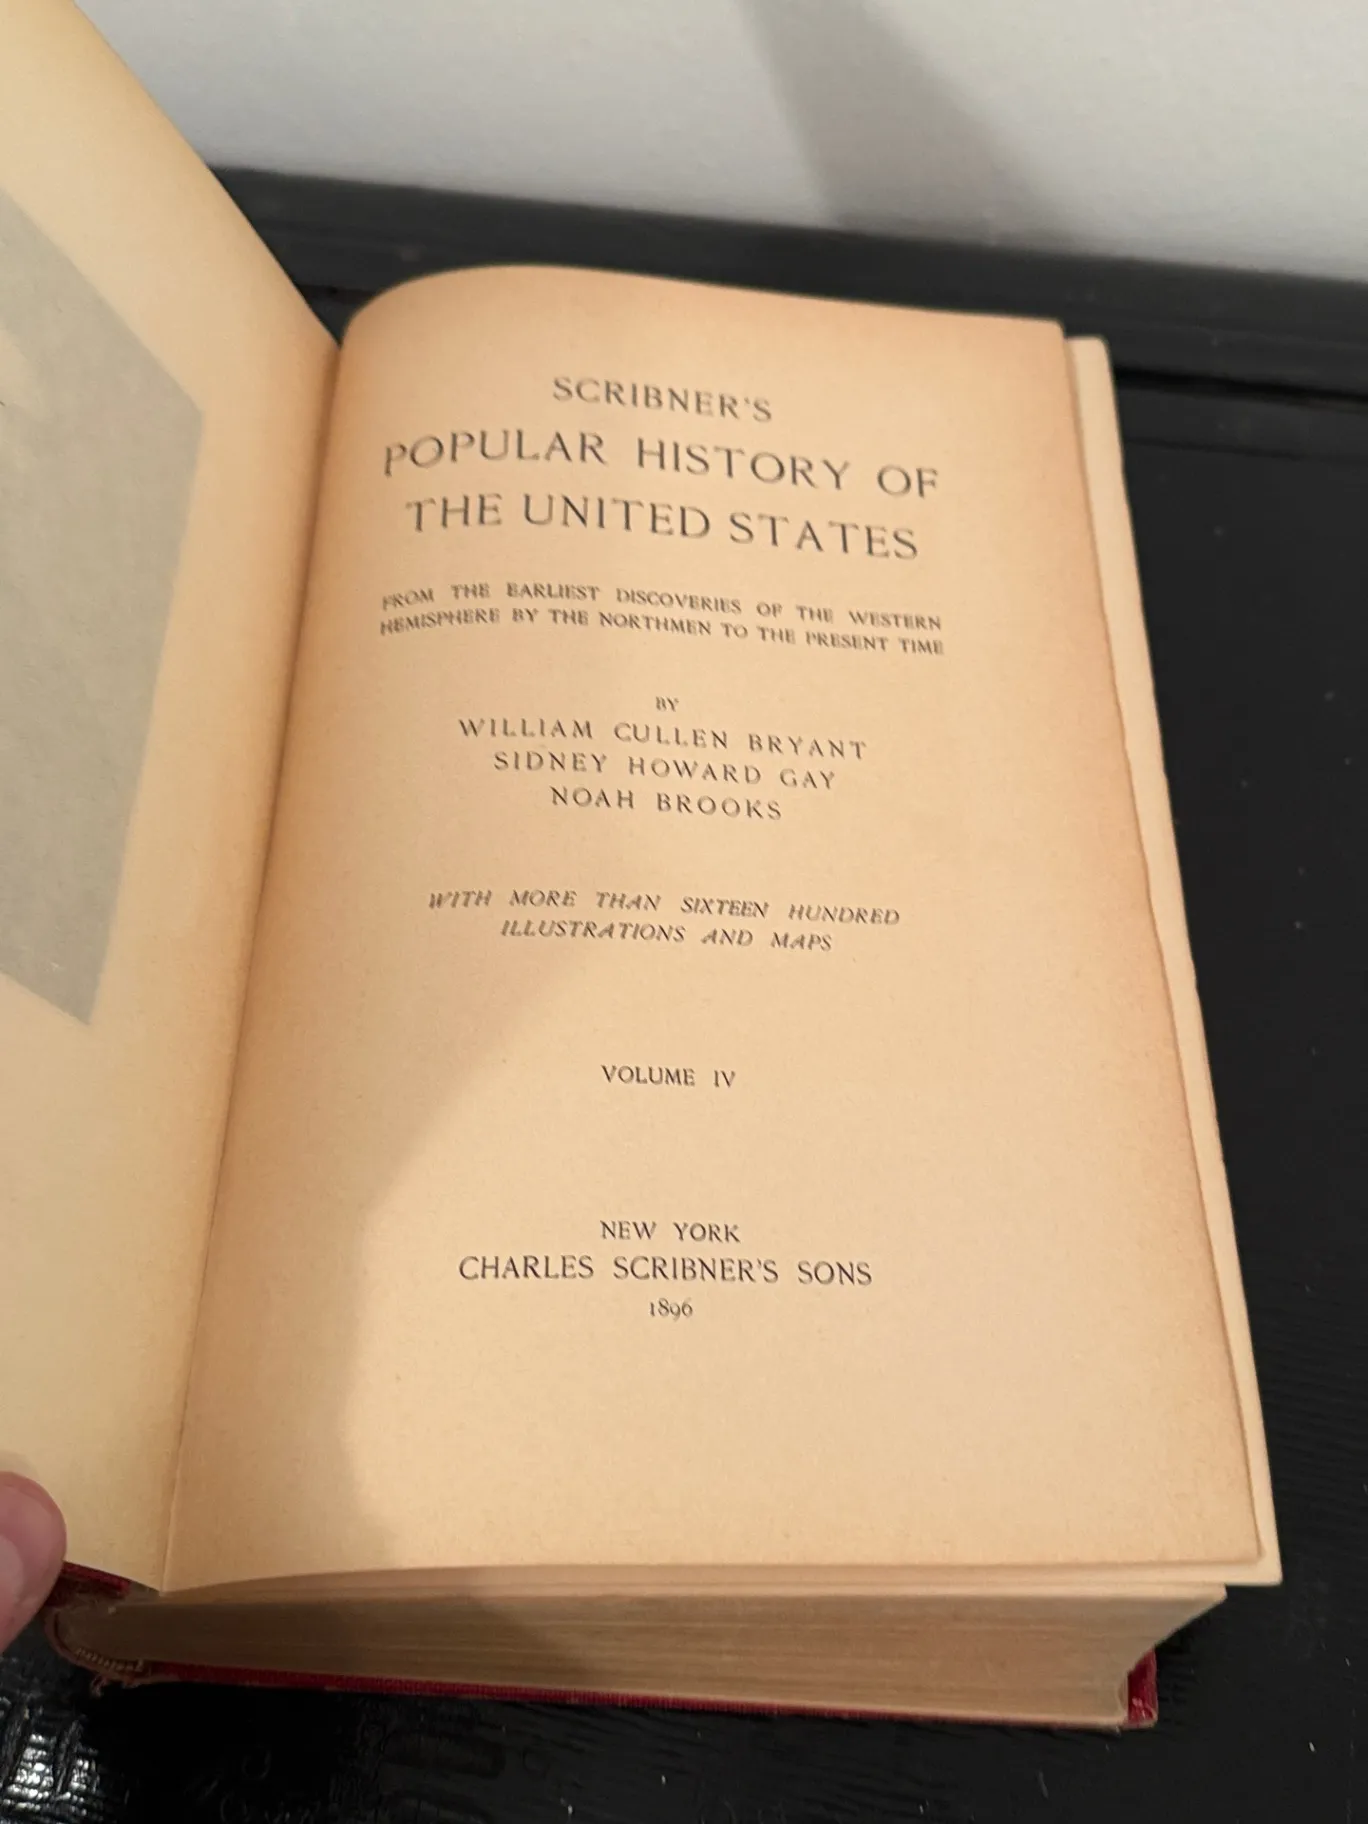 SCRIBNER'S
POPULAR HISTORY OF
THE UNITED STATES
FROM THE EARLIEST DISCOVERIES OF THE WESTERN
HEMISPHERE BY THE NORTHMEN TO THE PRESENT TIME
BY
WILLIAM CULLEN BRYANT
SIDNEY HOWARD GAY
NOAH BROOKS
WITH MORE THAN SIXTEEN HUNDRED
ILLUSTRATIONS AND MAPS
VOLUME IV
NEW YORK
CHARLES SCRIBNER'S SONS
1896